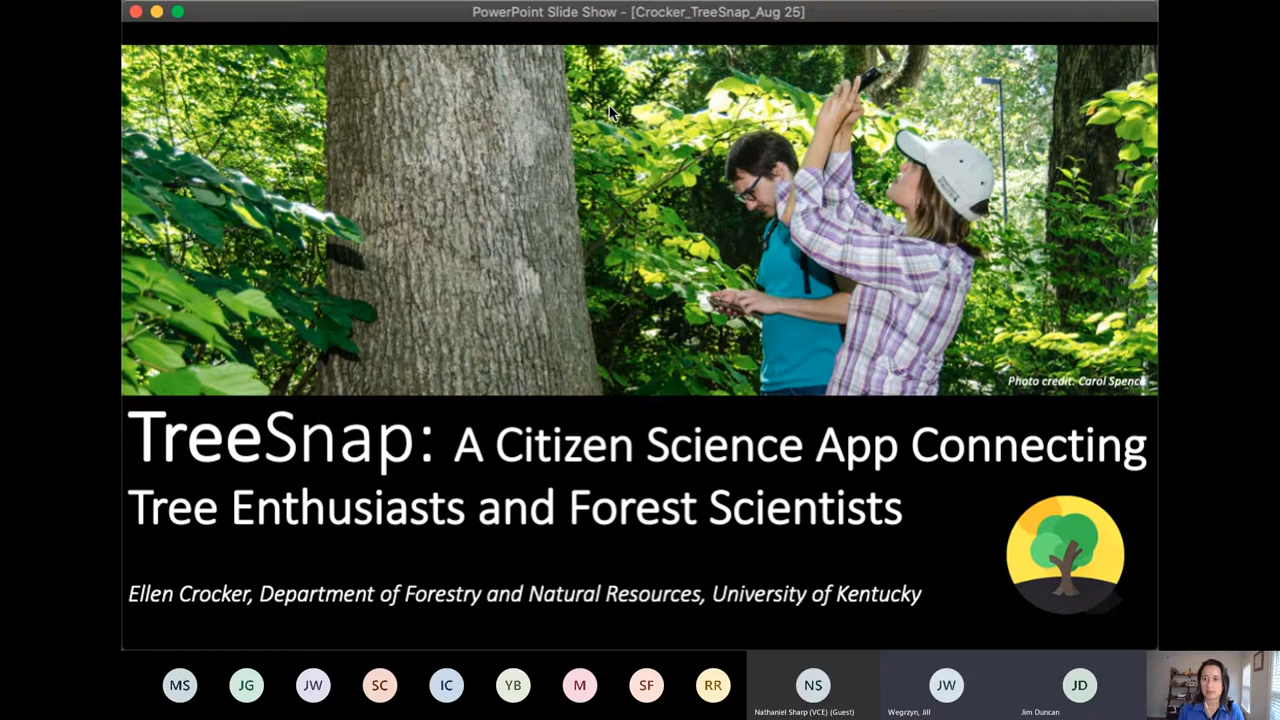 PowerPoint Slide Show - [Crocker_TreeSnap_Aug 25]
Photo credit: Carol Spence
TreeSnap: A Citizen Science App Connecting
Tree Enthusiasts and Forest Scientists
Ellen Crocker, Department of Forestry and Natural Resources, University of Kentucky
MS JG JW SC IC YB M SF RR NS JW JD
Nathaniel Sharp (VCE) (Guest) Wegrzyn, Jill Jim Duncan